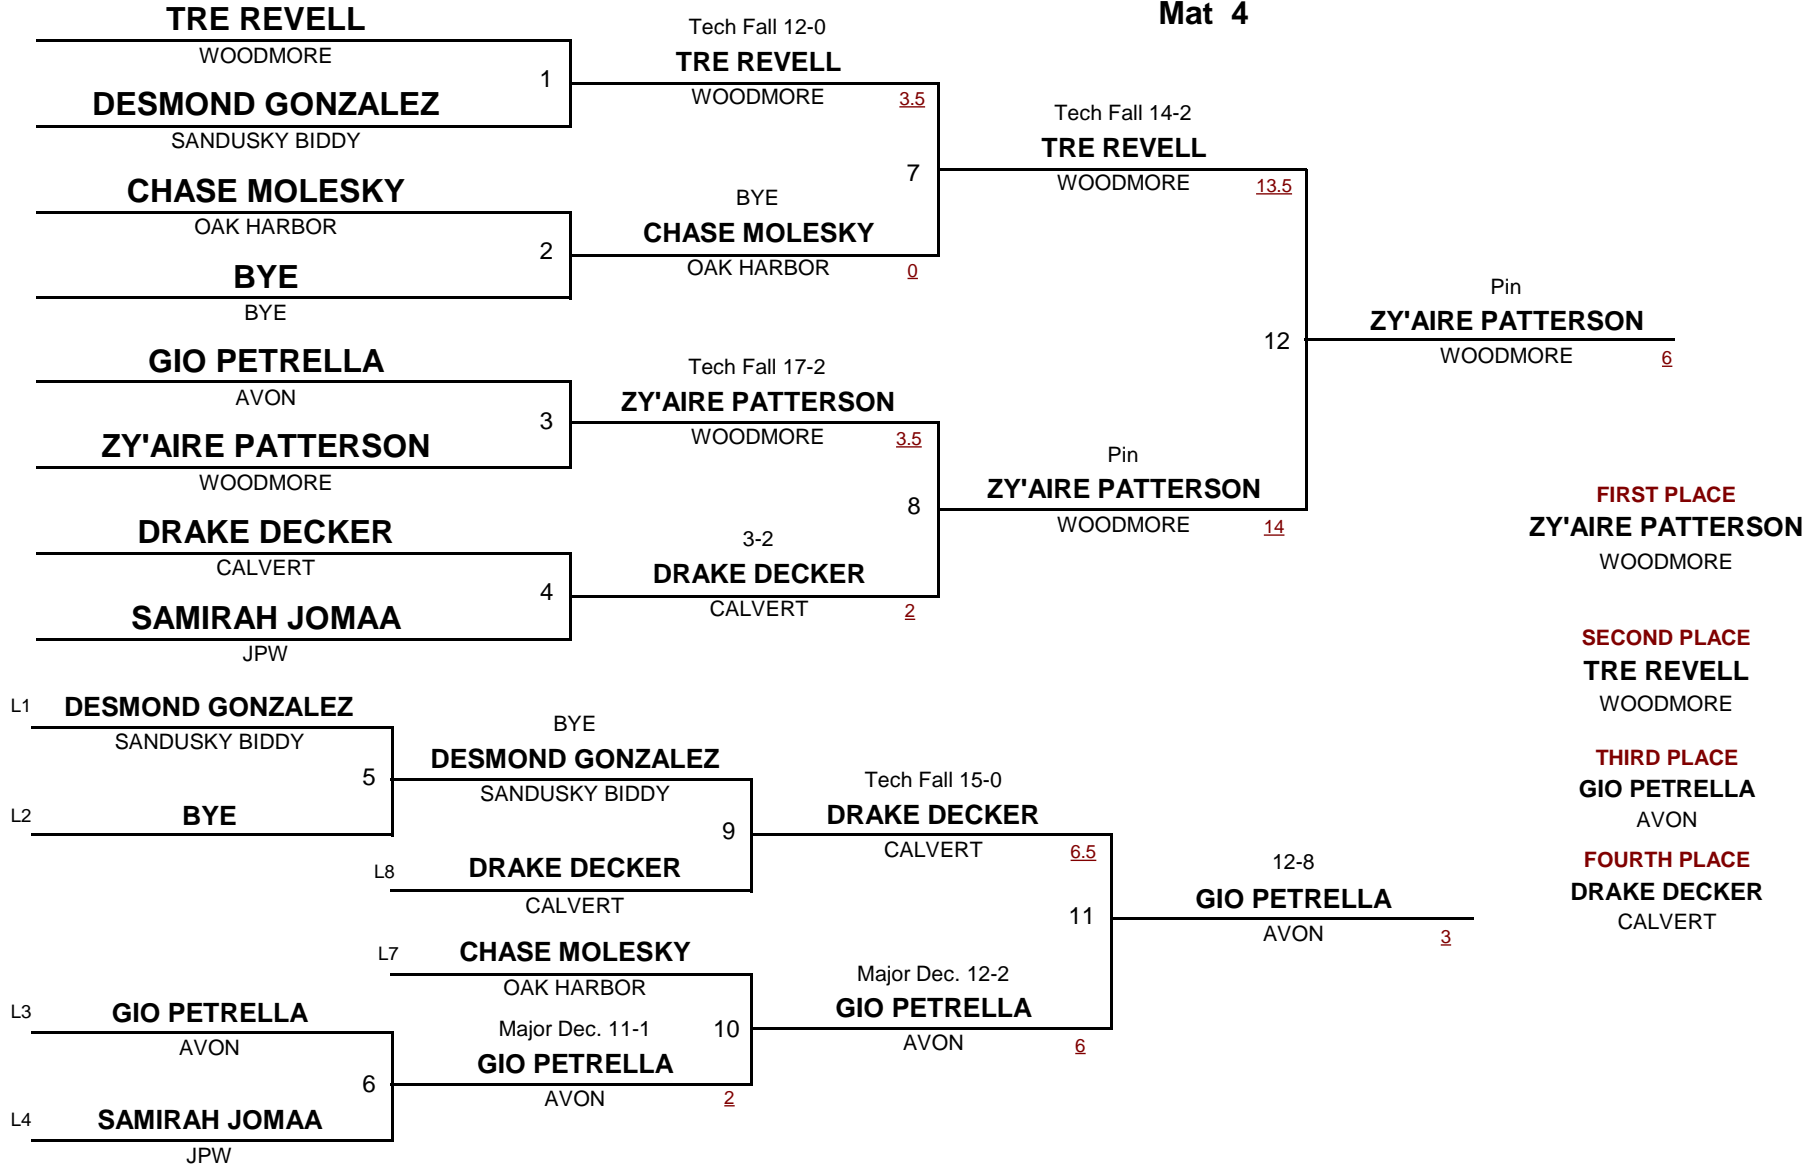 Mat 4
TRE REVELL
WOODMORE
1
DESMOND GONZALEZ
SANDUSKY BIDDY
CHASE MOLESKY
OAK HARBOR
2
BYE
BYE
GIO PETRELLA
AVON
3
ZY'AIRE PATTERSON
WOODMORE
DRAKE DECKER
CALVERT
4
SAMIRAH JOMAA
JPW
Tech Fall 12-0
TRE REVELL
WOODMORE 3.5
7
BYE
CHASE MOLESKY
OAK HARBOR 0
Tech Fall 17-2
ZY'AIRE PATTERSON
WOODMORE 3.5
8
3-2
DRAKE DECKER
CALVERT 2
Tech Fall 14-2
TRE REVELL
WOODMORE 13.5
12
Pin
ZY'AIRE PATTERSON
WOODMORE 14
Pin
ZY'AIRE PATTERSON
WOODMORE 6
FIRST PLACE
ZY'AIRE PATTERSON
WOODMORE
SECOND PLACE
TRE REVELL
WOODMORE
THIRD PLACE
GIO PETRELLA
AVON
FOURTH PLACE
DRAKE DECKER
CALVERT
L1 DESMOND GONZALEZ
SANDUSKY BIDDY
5
L2 BYE
L3 GIO PETRELLA
AVON
6
L4 SAMIRAH JOMAA
JPW
BYE
DESMOND GONZALEZ
SANDUSKY BIDDY
9
L8 DRAKE DECKER
CALVERT
L7 CHASE MOLESKY
OAK HARBOR
10
Major Dec. 11-1
GIO PETRELLA
AVON 2
Tech Fall 15-0
DRAKE DECKER
CALVERT 6.5
11
Major Dec. 12-2
GIO PETRELLA
AVON 6
12-8
GIO PETRELLA
AVON 3